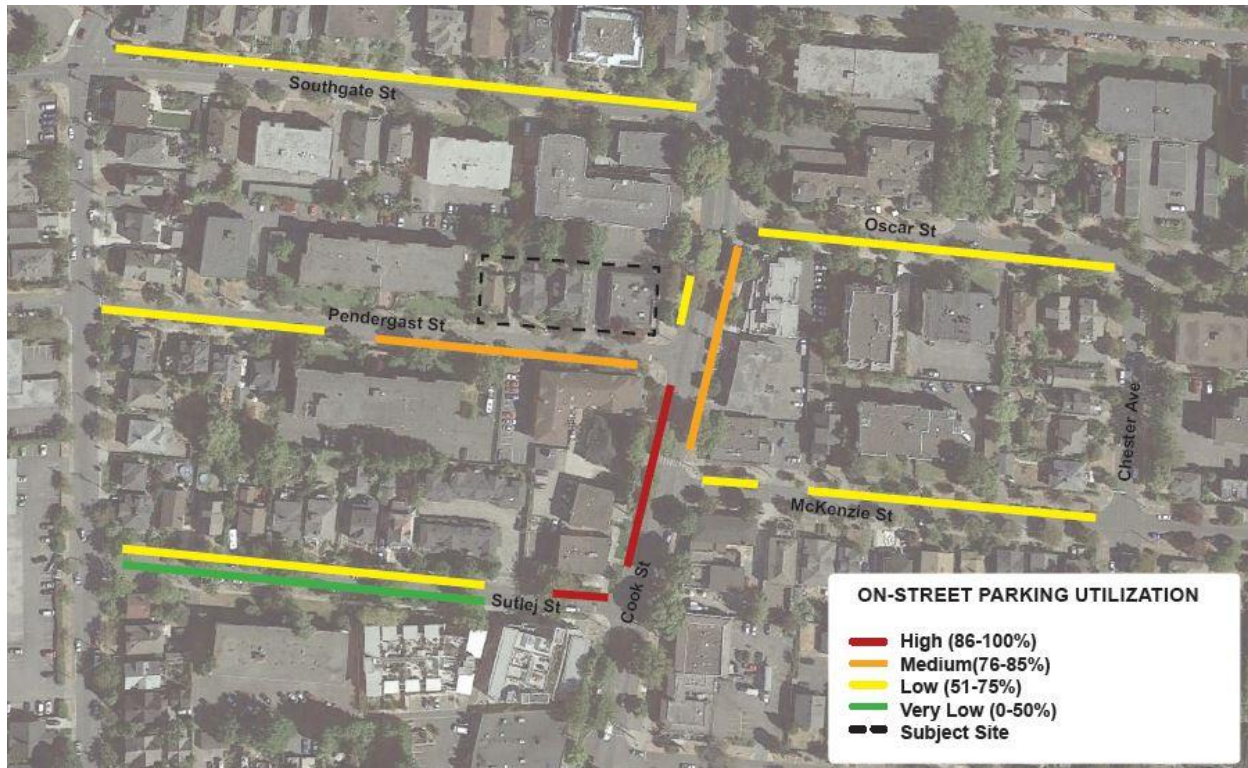 Southgate St
Oscar St
Pendergast St
Chester Ave
McKenzie St
Sutlej St
Cook St
ON-STREET PARKING UTILIZATION
High (86-100%)
Medium(76-85%)
Low (51-75%)
Very Low (0-50%)
Subject Site